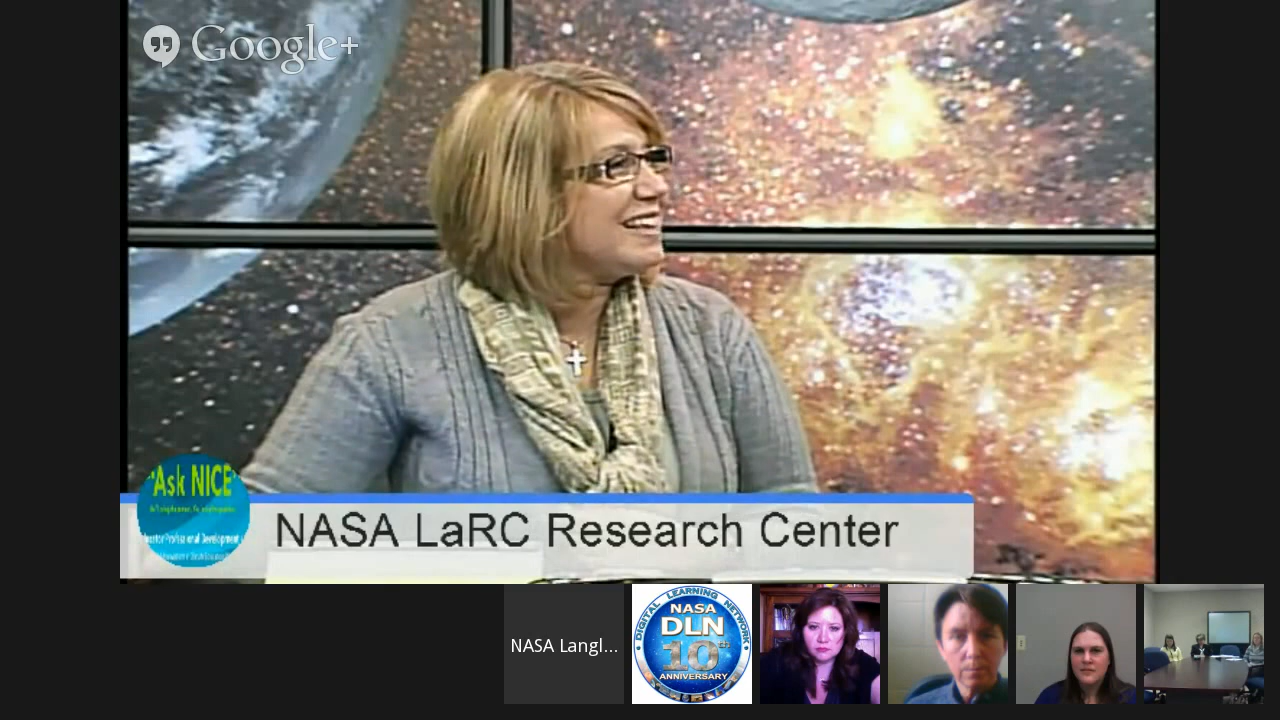 Google+
"Ask NICE"
NASA LaRC Research Center
NASA Langl...
DIGITAL LEARNING NETWORK
NASA
DLN
10th
ANNIVERSARY